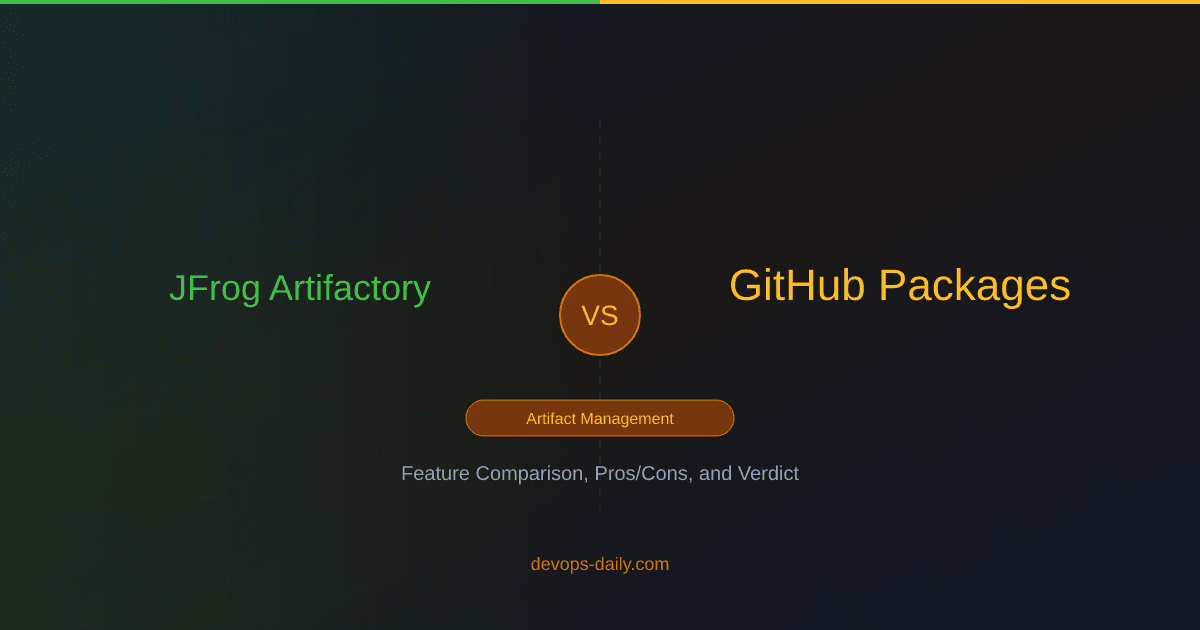 JFrog Artifactory
VS
GitHub Packages
Artifact Management
Feature Comparison, Pros/Cons, and Verdict
devops-daily.com